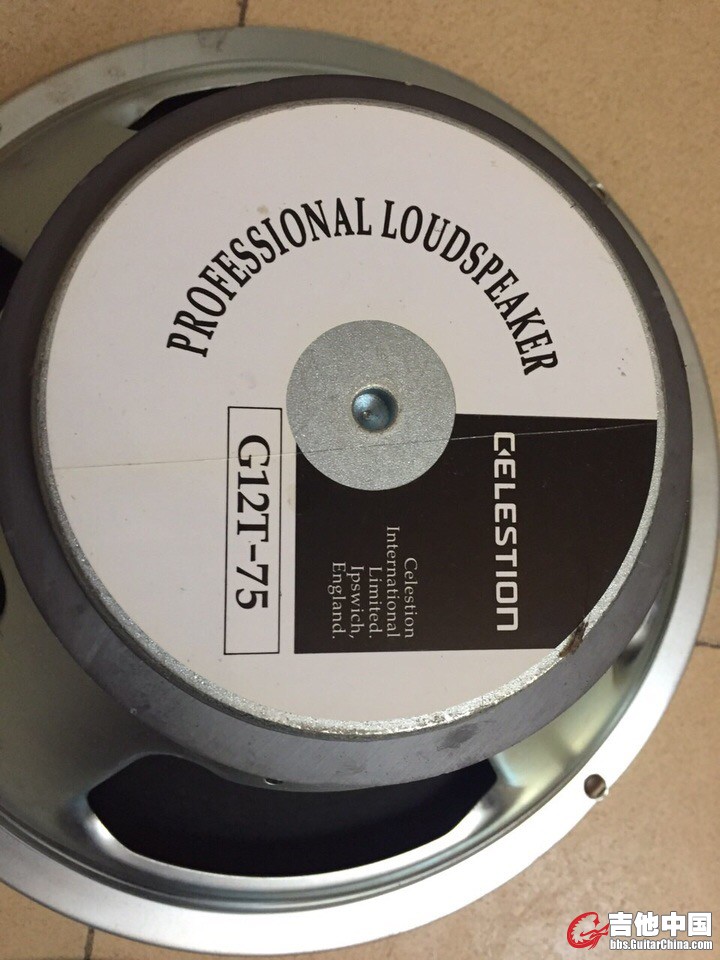 PROFESSIONAL LOUDSPEAKER
CELESTION
Celestion
International
Limited.
Ipswich,
England.
G12T-75
吉他中国
bbs.GuitarChina.com